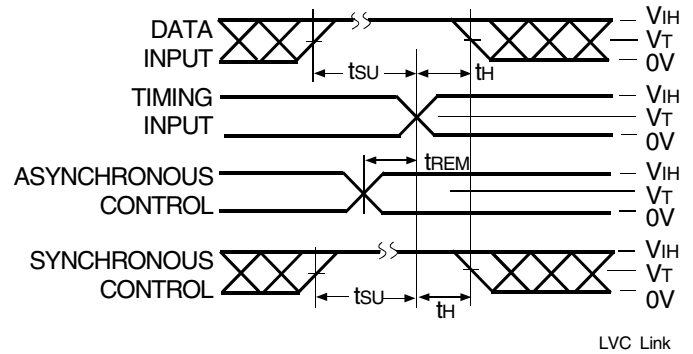 DATA
INPUT
tSU
tH
VIH
VT
0V
TIMING
INPUT
VIH
VT
0V
tREM
ASYNCHRONOUS
CONTROL
VIH
VT
0V
SYNCHRONOUS
CONTROL
tSU
tH
VIH
VT
0V
LVC Link